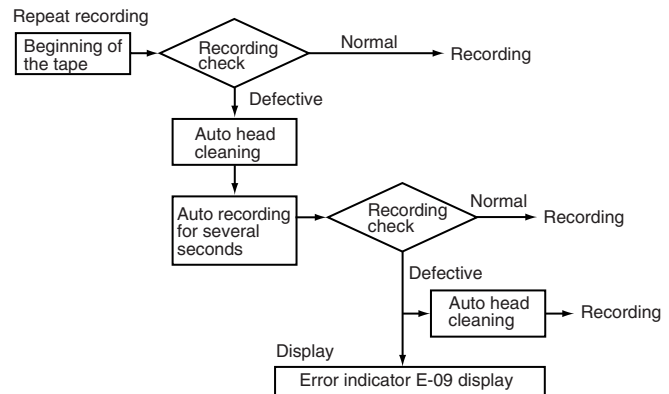 Repeat recording
Beginning of
the tape
Recording
check
Normal
Recording
Defective
Auto head
cleaning
Auto recording
for several
seconds
Recording
check
Normal
Recording
Defective
Auto head
cleaning
Recording
Display
Error indicator E-09 display